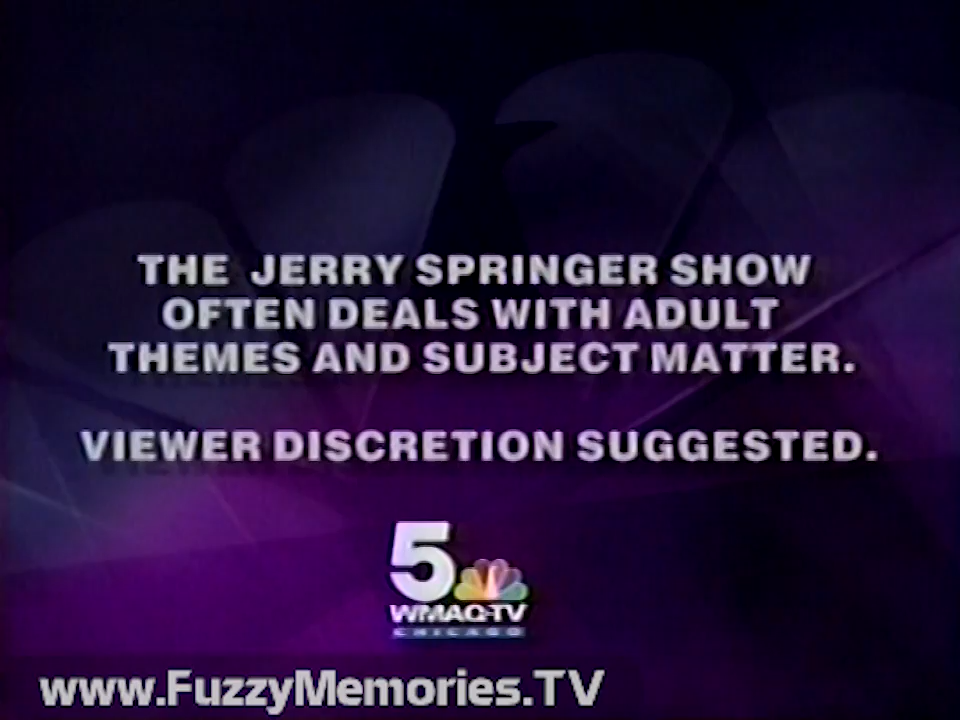 THE JERRY SPRINGER SHOW
OFTEN DEALS WITH ADULT
THEMES AND SUBJECT MATTER.
VIEWER DISCRETION SUGGESTED.
5
WMAQ-TV
CHICAGO
www.FuzzyMemories.TV